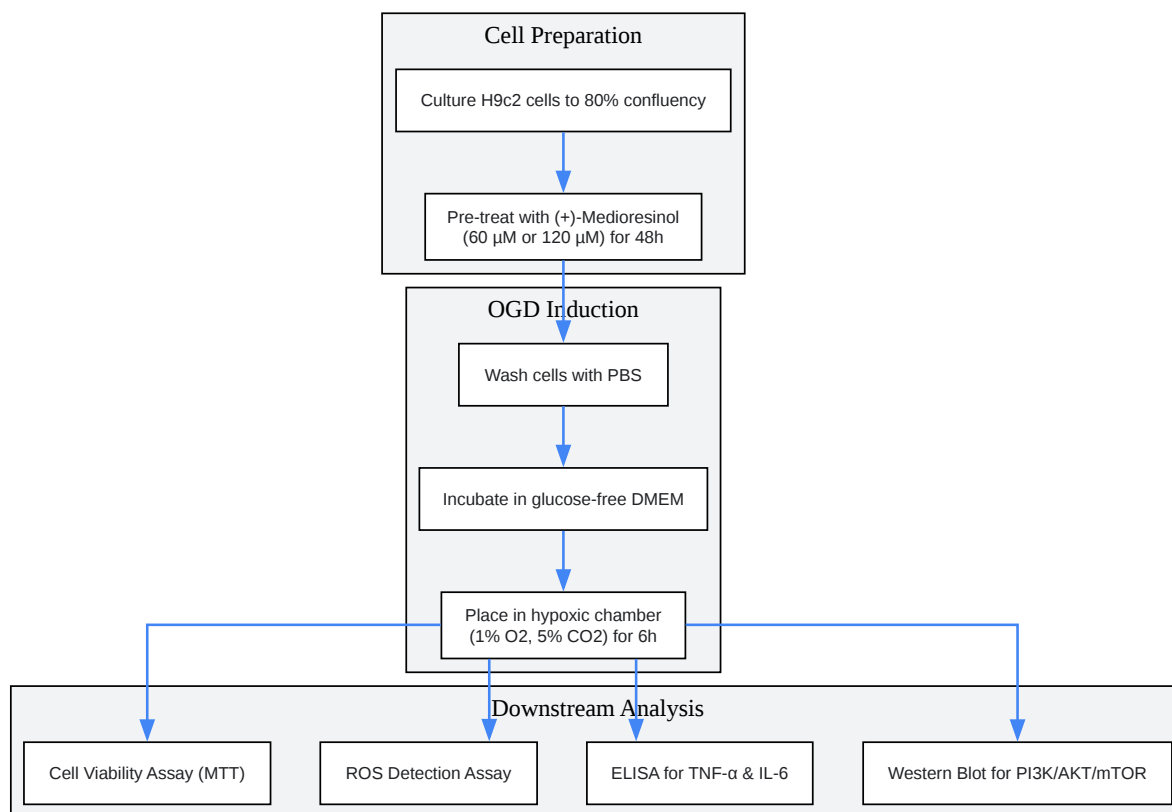 Cell Preparation
Culture H9c2 cells to 80% confluency
Pre-treat with (+)-Medioresinol
(60 µM or 120 µM) for 48h
OGD Induction
Wash cells with PBS
Incubate in glucose-free DMEM
Place in hypoxic chamber
(1% O2, 5% CO2) for 6h
Downstream Analysis
Cell Viability Assay (MTT)
ROS Detection Assay
ELISA for TNF-α & IL-6
Western Blot for PI3K/AKT/mTOR